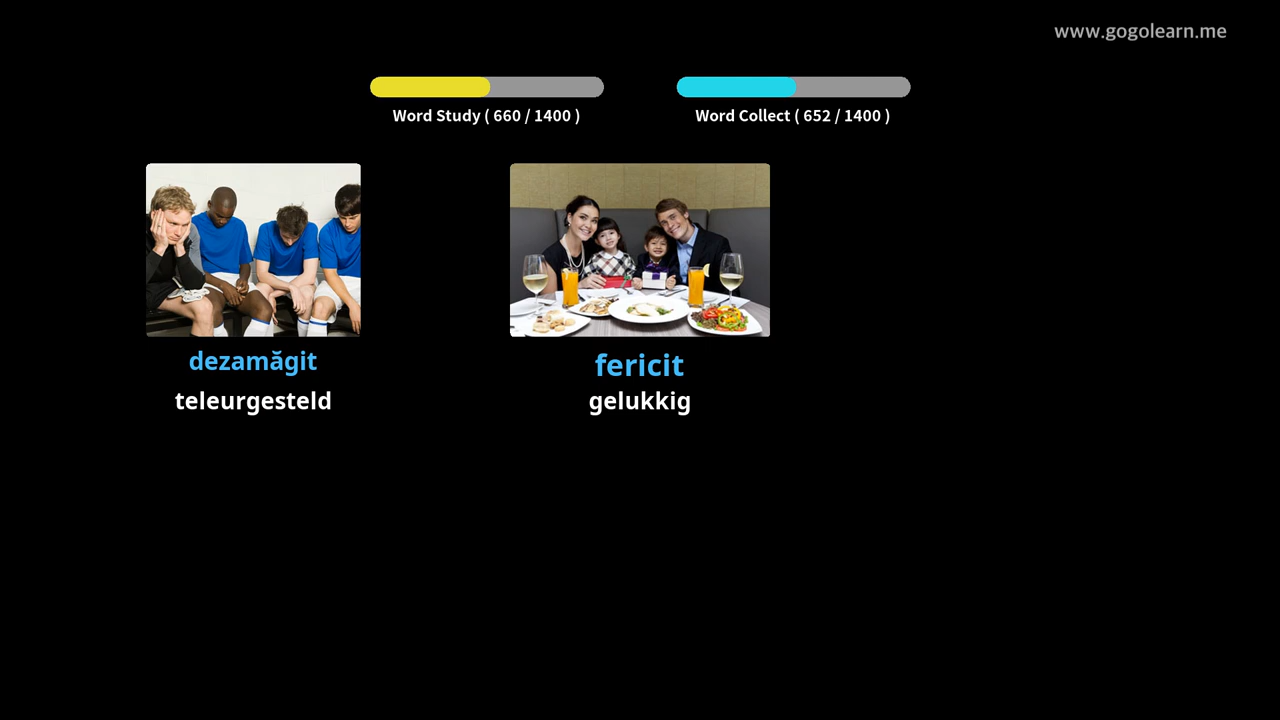 www.gogolearn.me
Word Study ( 660 / 1400 )
Word Collect ( 652 / 1400 )
dezamăgit
teleurgesteld
fericit
gelukkig